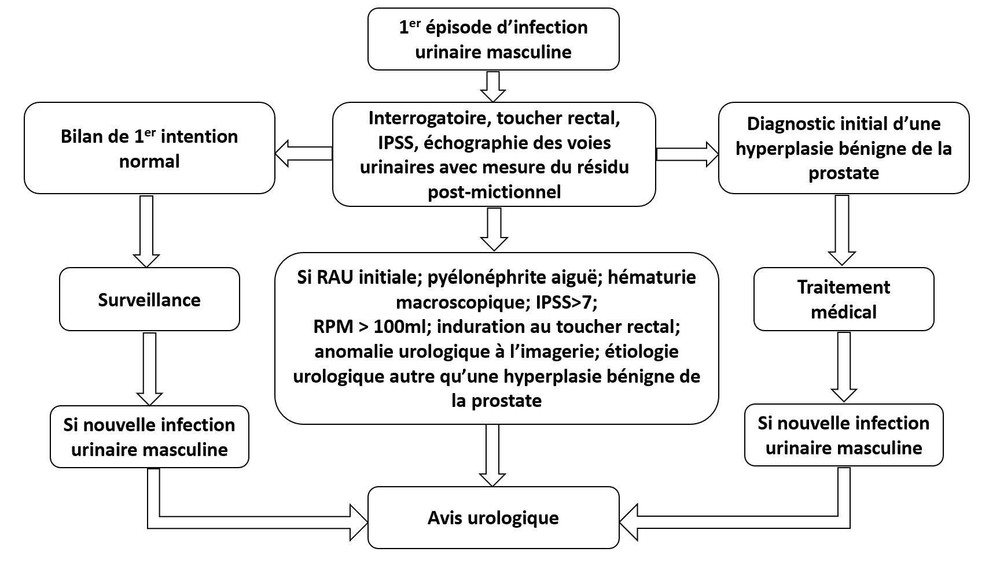 1er épisode d’infection
urinaire masculine
Bilan de 1er intention
normal
Interrogatoire, toucher rectal,
IPSS, échographie des voies
urinaires avec mesure du résidu
post-mictionnel
Diagnostic initial d’une
hyperplasie bénigne de la
prostate
Surveillance
Si RAU initiale; pyélonéphrite aiguë; hématurie
macroscopique; IPSS>7;
RPM > 100ml; induration au toucher rectal;
anomalie urologique à l’imagerie; étiologie
urologique autre qu’une hyperplasie bénigne de
la prostate
Traitement
médical
Si nouvelle infection
urinaire masculine
Si nouvelle infection
urinaire masculine
Avis urologique